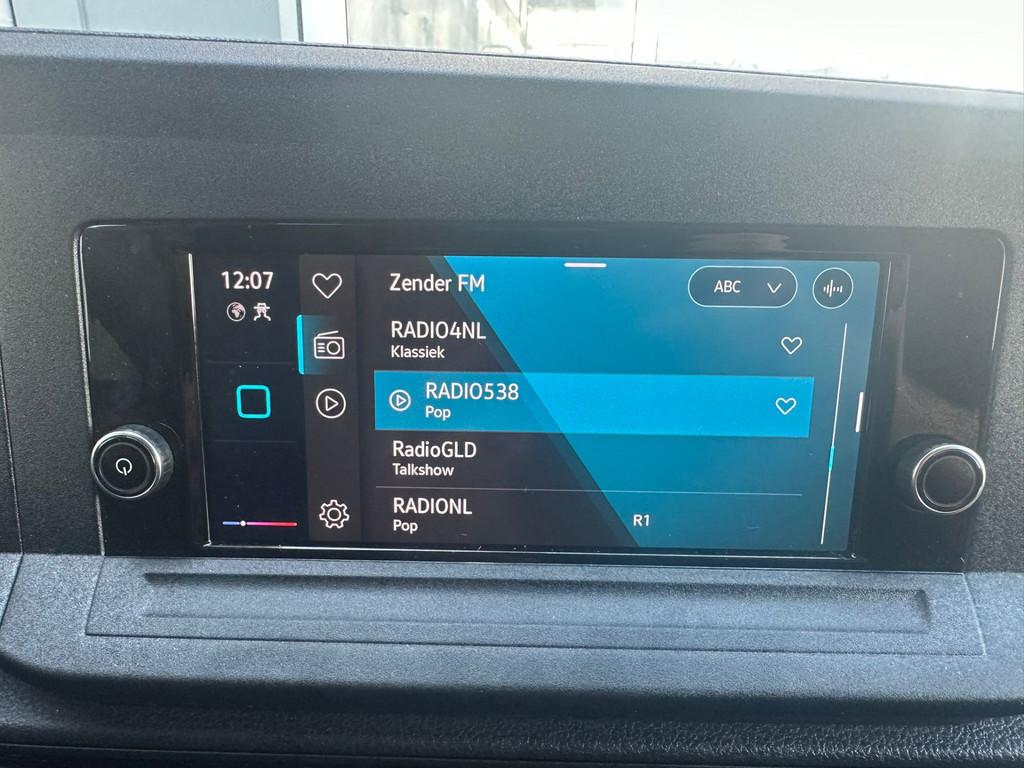 12:07
Zender FM
ABC
RADIO4NL
Klassiek
RADIO538
Pop
RadioGLD
Talkshow
RADIONL
Pop
R1